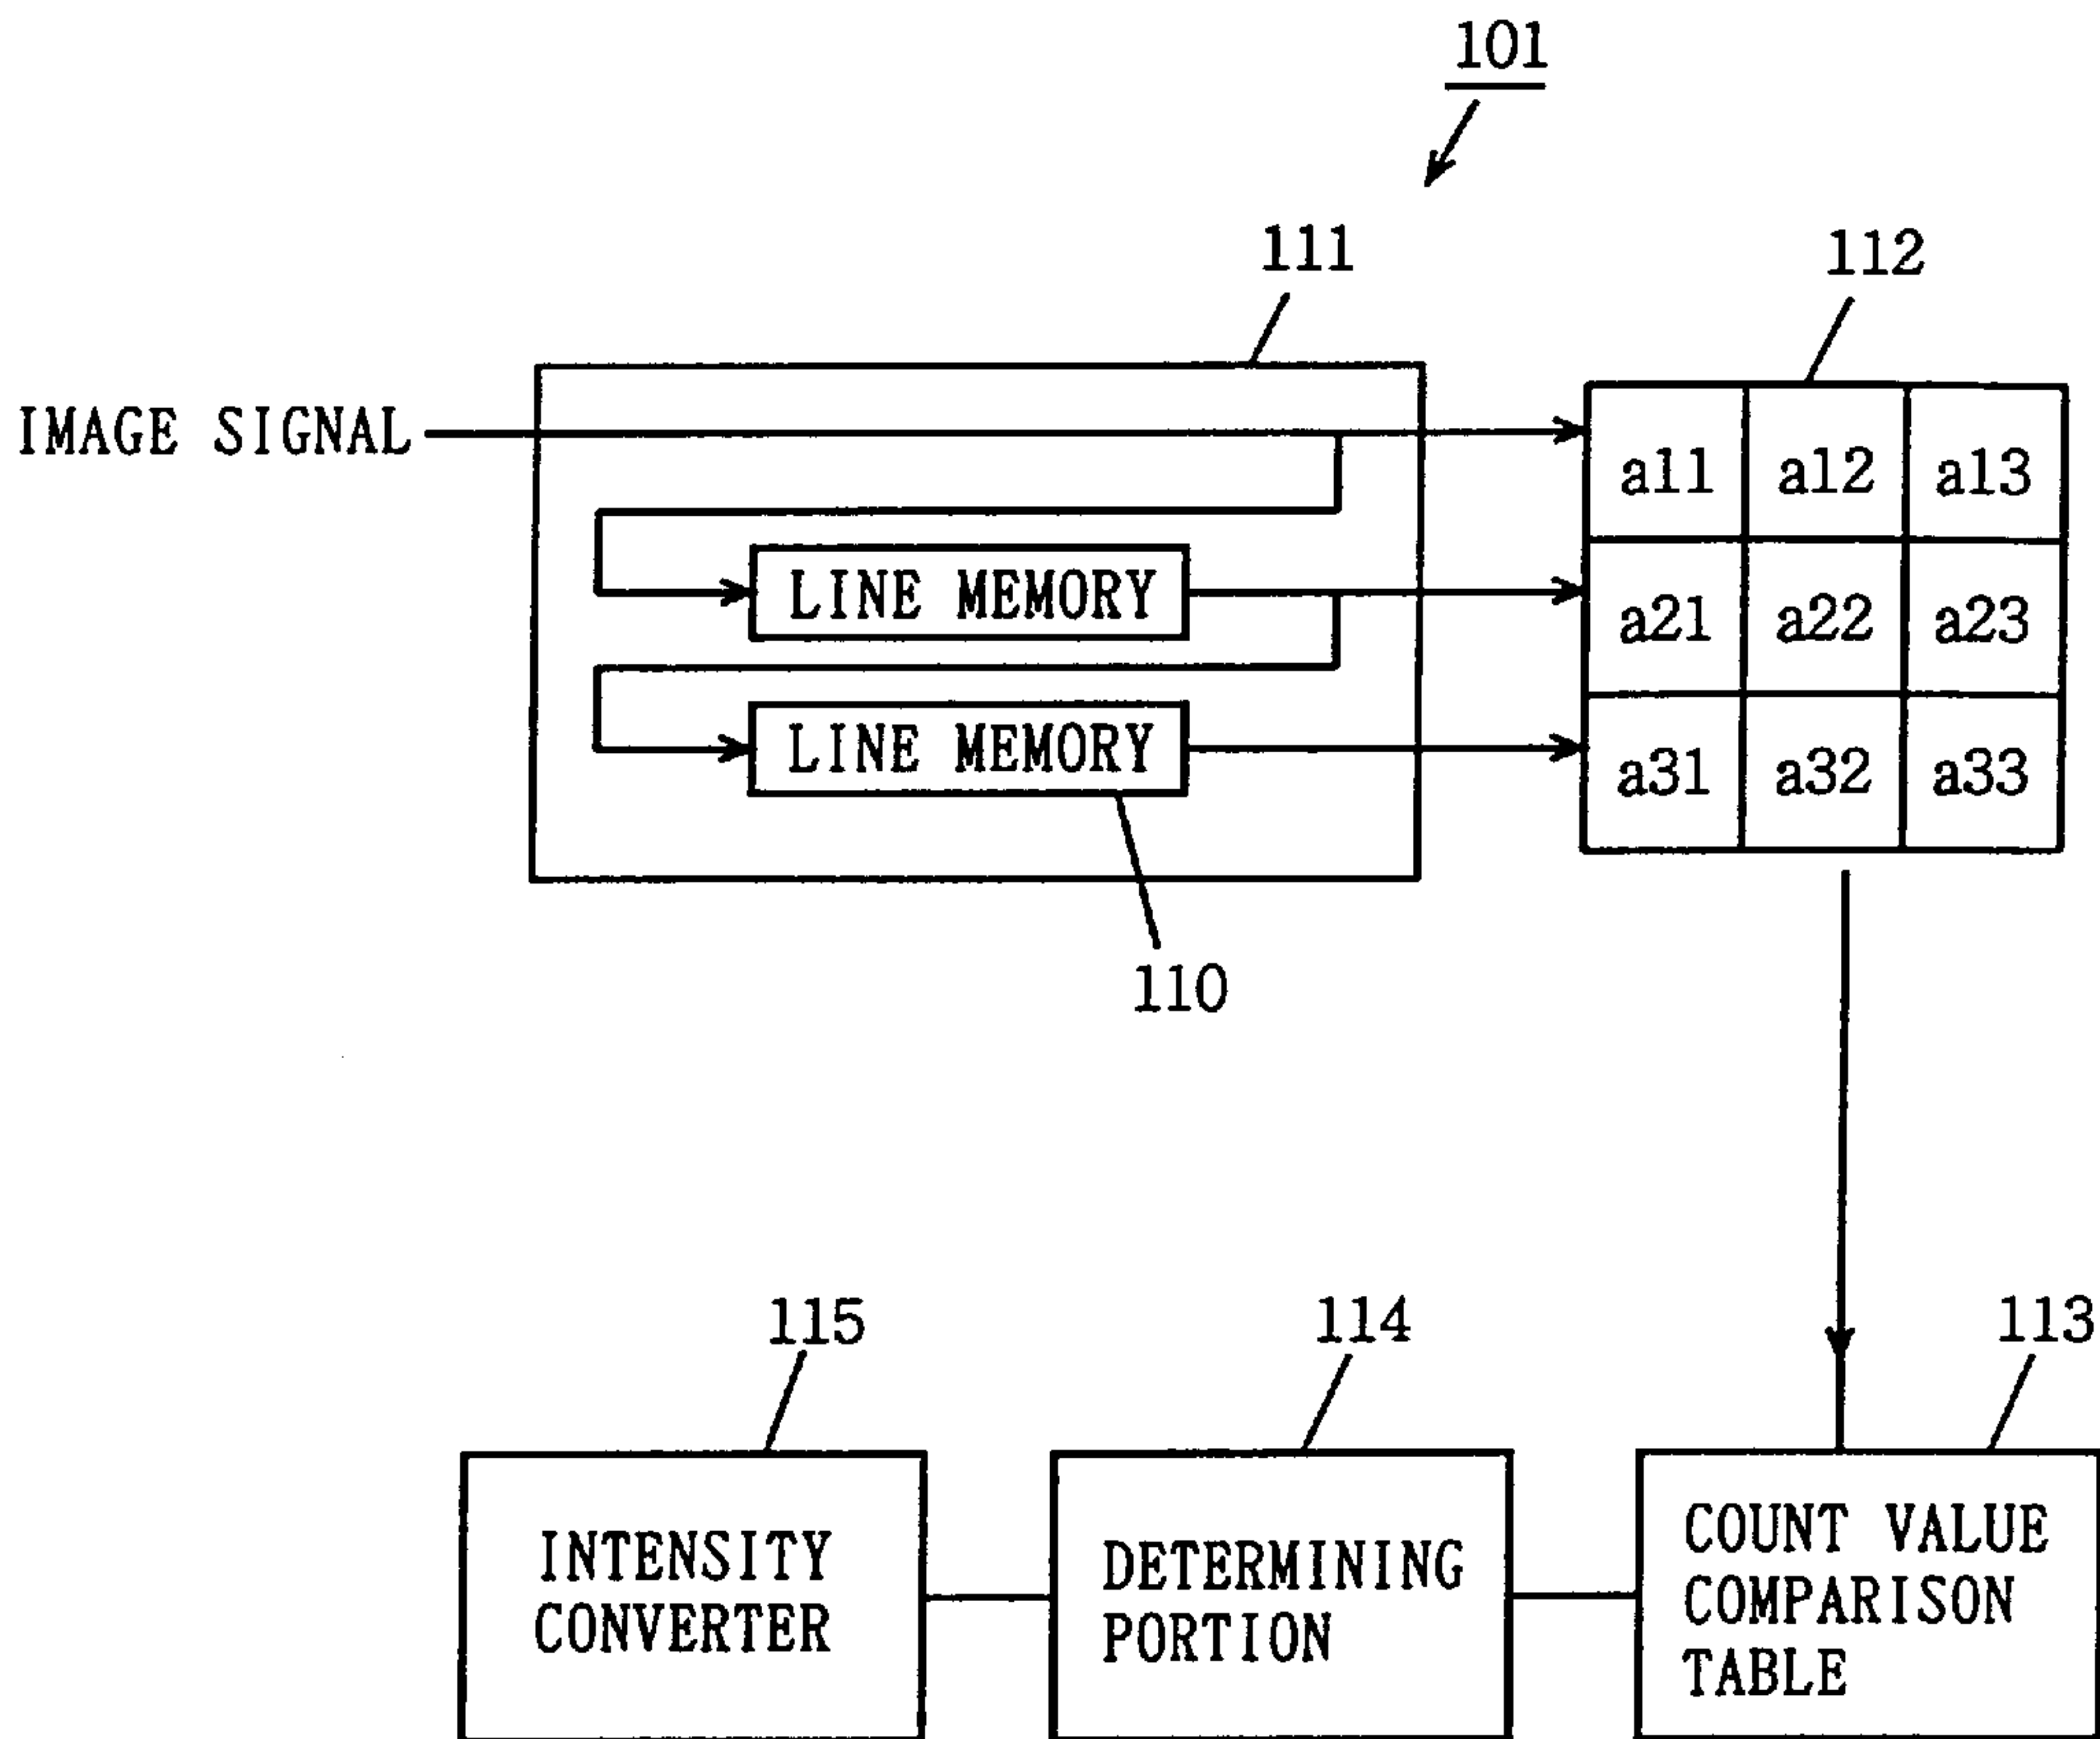 101
111
112
IMAGE SIGNAL
a11 a12 a13
LINE MEMORY
a21 a22 a23
LINE MEMORY
a31 a32 a33
110
115
114
113
INTENSITY
CONVERTER
DETERMINING
PORTION
COUNT VALUE
COMPARISON
TABLE